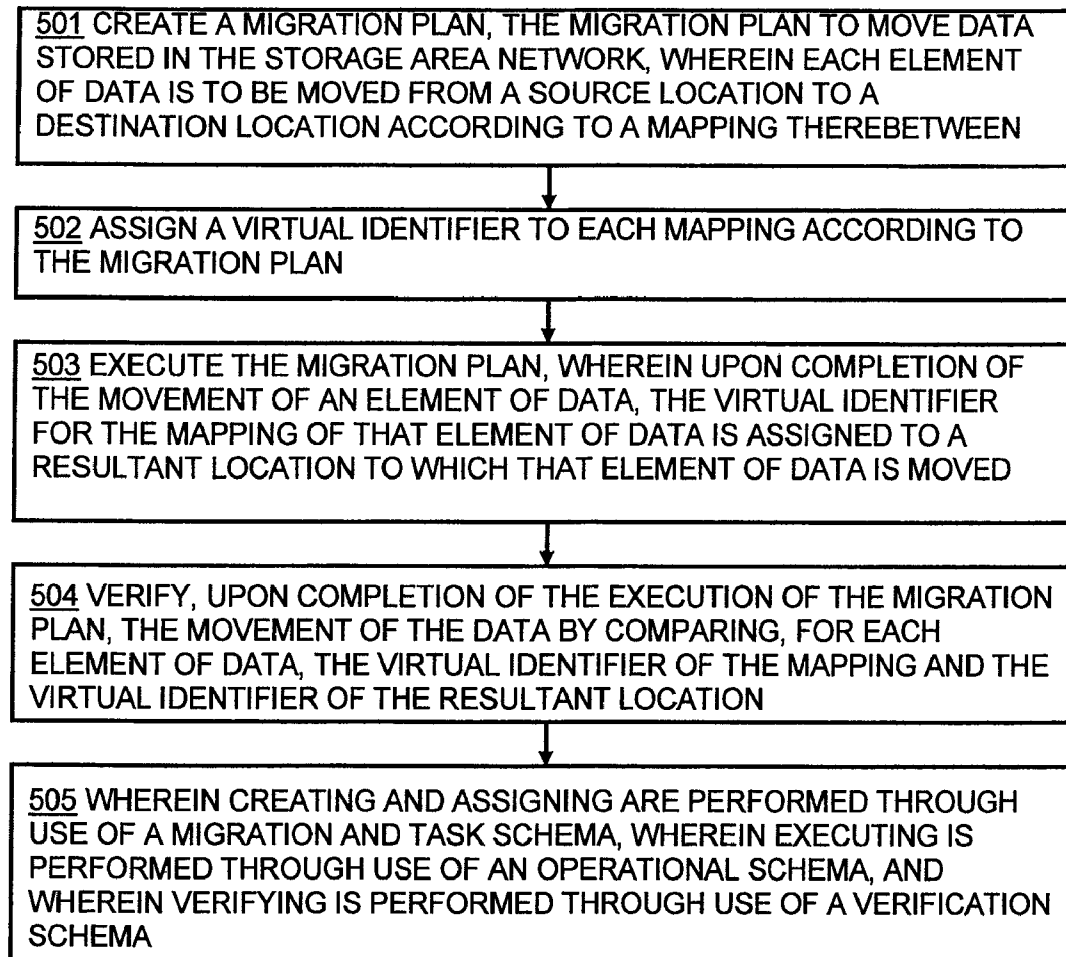 501 CREATE A MIGRATION PLAN, THE MIGRATION PLAN TO MOVE DATA
STORED IN THE STORAGE AREA NETWORK, WHEREIN EACH ELEMENT
OF DATA IS TO BE MOVED FROM A SOURCE LOCATION TO A
DESTINATION LOCATION ACCORDING TO A MAPPING THEREBETWEEN
502 ASSIGN A VIRTUAL IDENTIFIER TO EACH MAPPING ACCORDING TO
THE MIGRATION PLAN
503 EXECUTE THE MIGRATION PLAN, WHEREIN UPON COMPLETION OF
THE MOVEMENT OF AN ELEMENT OF DATA, THE VIRTUAL IDENTIFIER
FOR THE MAPPING OF THAT ELEMENT OF DATA IS ASSIGNED TO A
RESULTANT LOCATION TO WHICH THAT ELEMENT OF DATA IS MOVED
504 VERIFY, UPON COMPLETION OF THE EXECUTION OF THE MIGRATION
PLAN, THE MOVEMENT OF THE DATA BY COMPARING, FOR EACH
ELEMENT OF DATA, THE VIRTUAL IDENTIFIER OF THE MAPPING AND THE
VIRTUAL IDENTIFIER OF THE RESULTANT LOCATION
505 WHEREIN CREATING AND ASSIGNING ARE PERFORMED THROUGH
USE OF A MIGRATION AND TASK SCHEMA, WHEREIN EXECUTING IS
PERFORMED THROUGH USE OF AN OPERATIONAL SCHEMA, AND
WHEREIN VERIFYING IS PERFORMED THROUGH USE OF A VERIFICATION
SCHEMA